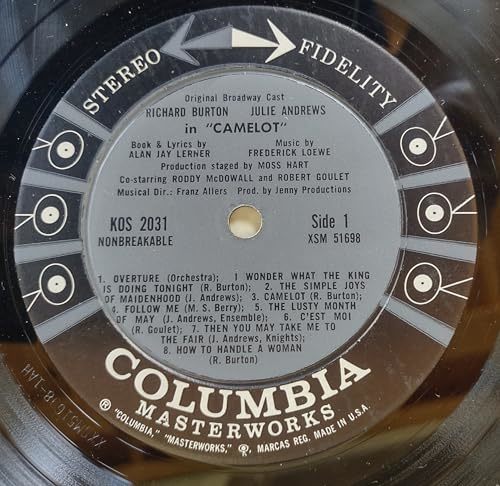 STEREO FIDELITY
Original Broadway Cast
RICHARD BURTON JULIE ANDREWS
in "CAMELOT"
Book & Lyrics by Music by
ALAN JAY LERNER FREDERICK LOEWE
Production staged by MOSS HART
Co-starring RODDY McDOWALL and ROBERT GOULET
Musical Dir.: Franz Allers Prod. by Jenny Productions
KOS 2031 Side 1
NONBREAKABLE XSM 51698
1. OVERTURE (Orchestra); I WONDER WHAT THE KING
IS DOING TONIGHT (R. Burton); 2. THE SIMPLE JOYS
OF MAIDENHOOD (J. Andrews); 3. CAMELOT (R. Burton);
4. FOLLOW ME (M. S. Berry); 5. THE LUSTY MONTH
OF MAY (J. Andrews, Ensemble); 6. C'EST MOI
(R. Goulet); 7. THEN YOU MAY TAKE ME TO
THE FAIR (J. Andrews, Knights);
8. HOW TO HANDLE A WOMAN
(R. Burton)
COLUMBIA
MASTERWORKS
® "COLUMBIA," "MASTERWORKS," MARCAS REG. MADE IN U.S.A.